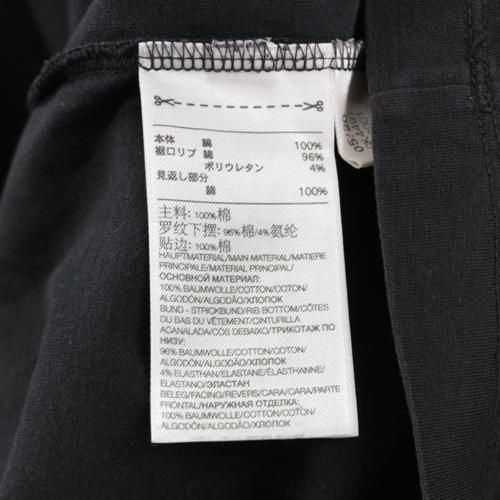 本体 綿 100%
裾口リブ 綿 96%
ポリウレタン 4%
見返し部分
綿 100%
主料: 100%棉
罗纹下摆: 96%棉/4%氨纶
贴边: 100%棉
HAUPTMATERIAL/MAIN MATERIAL/MATIERE
PRINCIPALE/MATERIAL PRINCIPAL/
ОСНОВНОЙ МАТЕРИАЛ:
100% BAUMWOLLE/COTTON/COTON/
ALGODÓN/ALGODÃO/ХЛОПОК
BUND - STRICKBUND/RIB BOTTOM/CÔTES
DU BAS DU VÊTEMENT/CINTURILLA
ACANALADA/CÓS DEBAIXO/ТРИКОТАЖ ПО
НИЗУ:
96% BAUMWOLLE/COTTON/COTON/
ALGODÓN/ALGODÃO/ХЛОПОК
4% ELASTHAN/ELASTANE/ÉLASTHANNE/
ELASTANO/ЭЛАСТАН
BELEG/FACING/REVERS/CARA/CARA/PARTE
FRONTAL/НАРУЖНАЯ ОТДЕЛКА:
100% BAUMWOLLE/COTTON/COTON/
ALGODÓN/ALGODÃO/ХЛОПОК
05/20